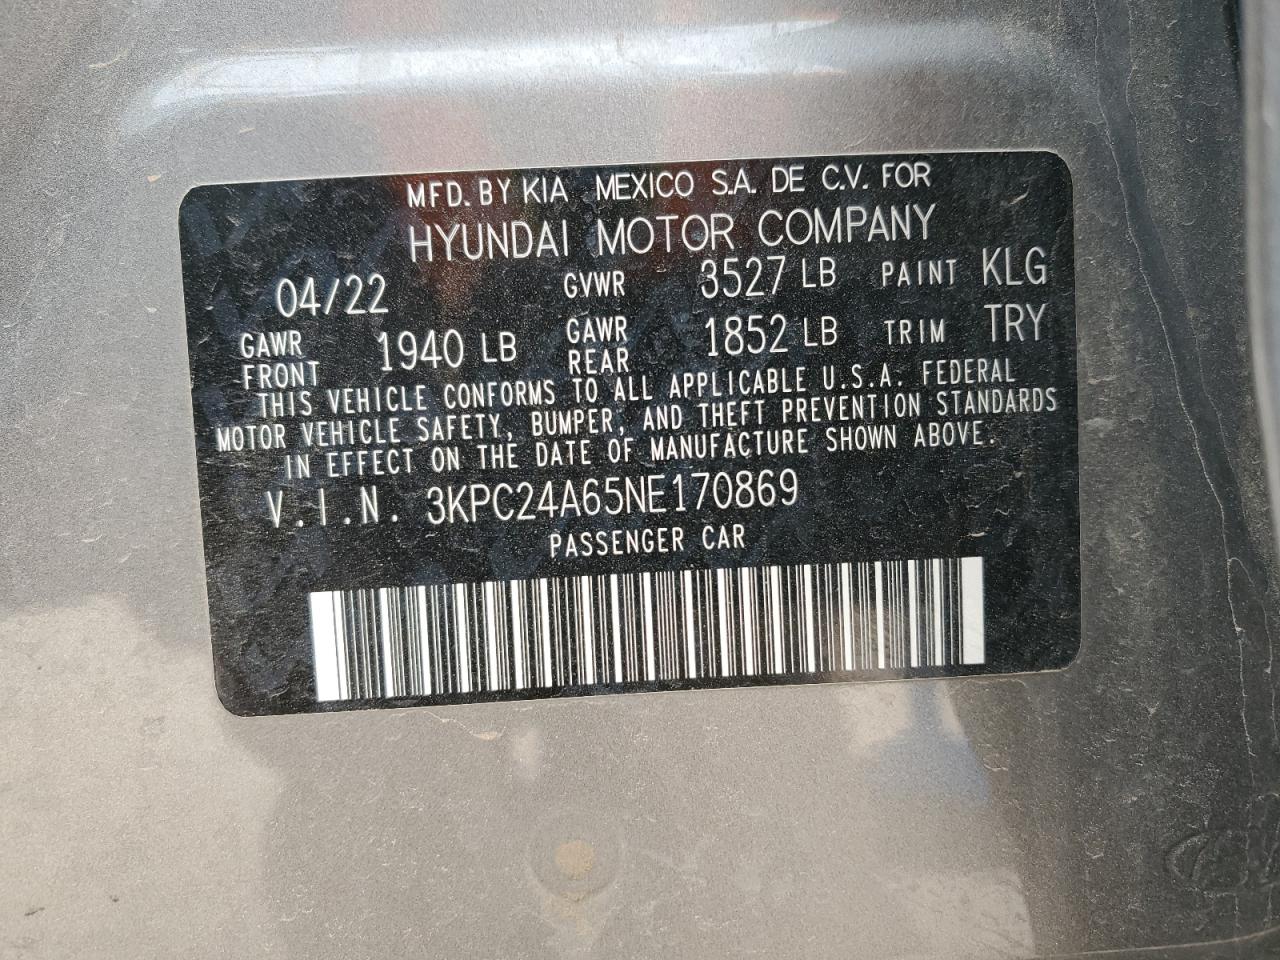 MFD. BY KIA MEXICO S.A. DE C.V. FOR
HYUNDAI MOTOR COMPANY
04/22 GVWR 3527 LB PAINT KLG
GAWR FRONT 1940 LB GAWR REAR 1852 LB TRIM TRY
THIS VEHICLE CONFORMS TO ALL APPLICABLE U.S.A. FEDERAL
MOTOR VEHICLE SAFETY, BUMPER, AND THEFT PREVENTION STANDARDS
IN EFFECT ON THE DATE OF MANUFACTURE SHOWN ABOVE.
V.I.N. 3KPC24A65NE170869
PASSENGER CAR